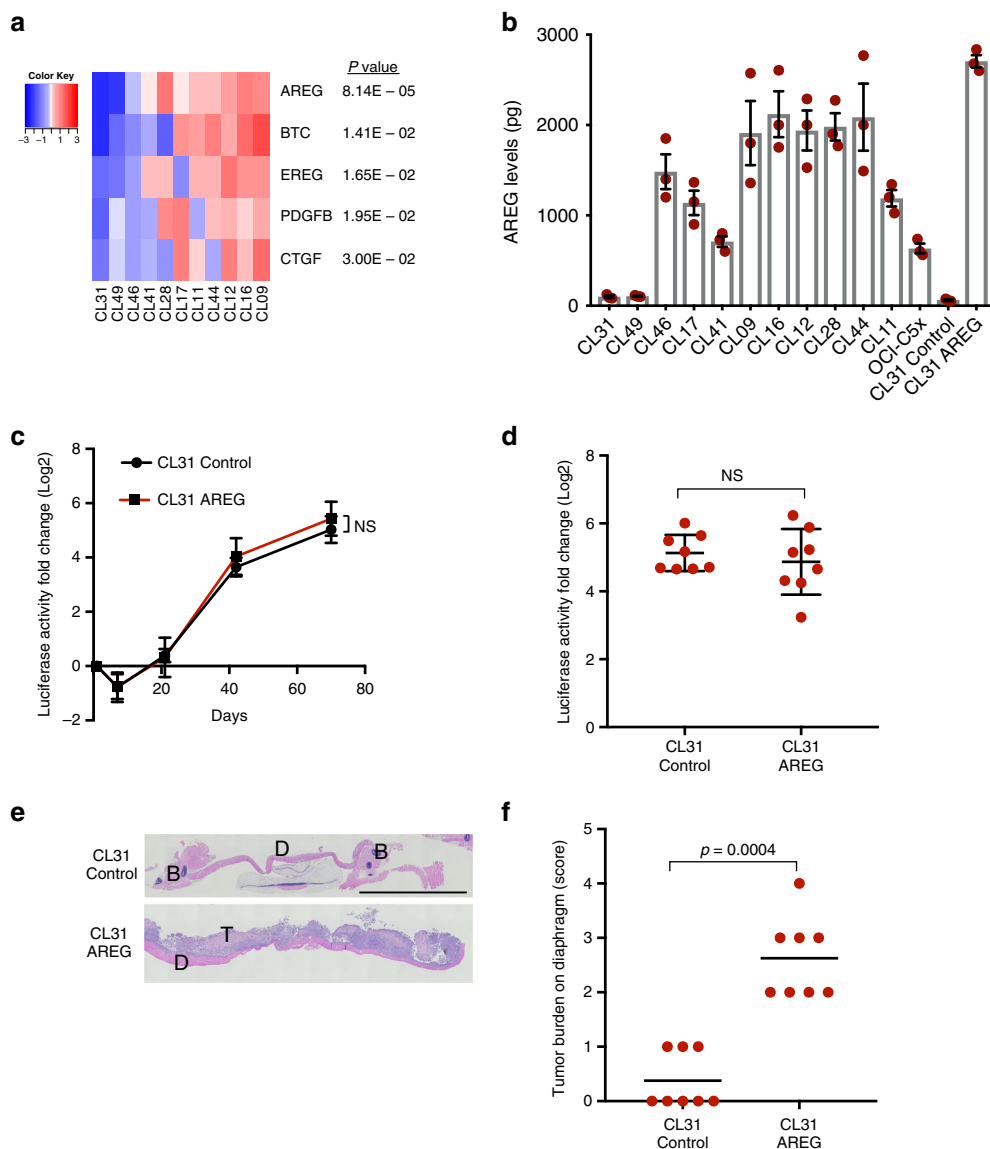 a
Color Key
−3 −1 1 3
P value
AREG 8.14E − 05
BTC 1.41E − 02
EREG 1.65E − 02
PDGFB 1.95E − 02
CTGF 3.00E − 02
CL31 CL49 CL46 CL41 CL28 CL17 CL11 CL44 CL12 CL16 CL09
b
AREG levels (pg)
3000
2000
1000
0
CL31 CL49 CL46 CL17 CL41 CL09 CL16 CL12 CL28 CL44 CL11 OCI-C5x CL31 Control CL31 AREG
c
Luciferase activity fold change (Log2)
8
6
4
2
0
−2
CL31 Control
CL31 AREG
NS
20 40 60 80
Days
d
Luciferase activity fold change (Log2)
8
6
4
2
0
NS
CL31 Control
CL31 AREG
e
CL31 Control
B D B
CL31 AREG
T
D
f
Tumor burden on diaphragm (score)
5
4
3
2
1
0
p = 0.0004
CL31 Control
CL31 AREG